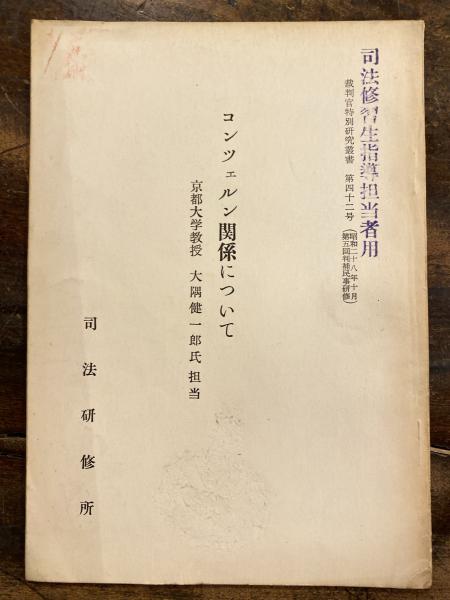 司法修習生指導担当者用
裁判官特別研究叢書 第四十二号
(昭和二十八年十月
第五回判補民事研修)
コンツェルン関係について
京都大学教授 大隅健一郎氏担当
司法研修所